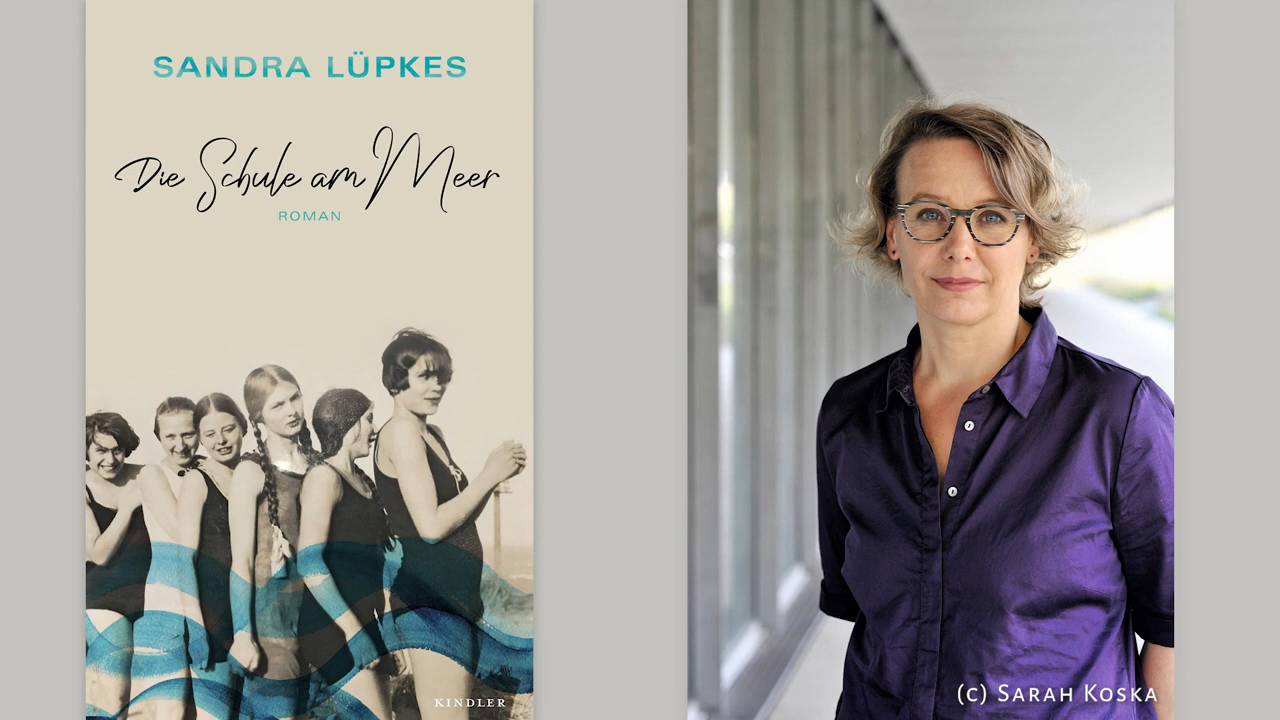 SANDRA LÜPKES
Die Schule am Meer
ROMAN
KINDLER
(c) SARAH KOSKA